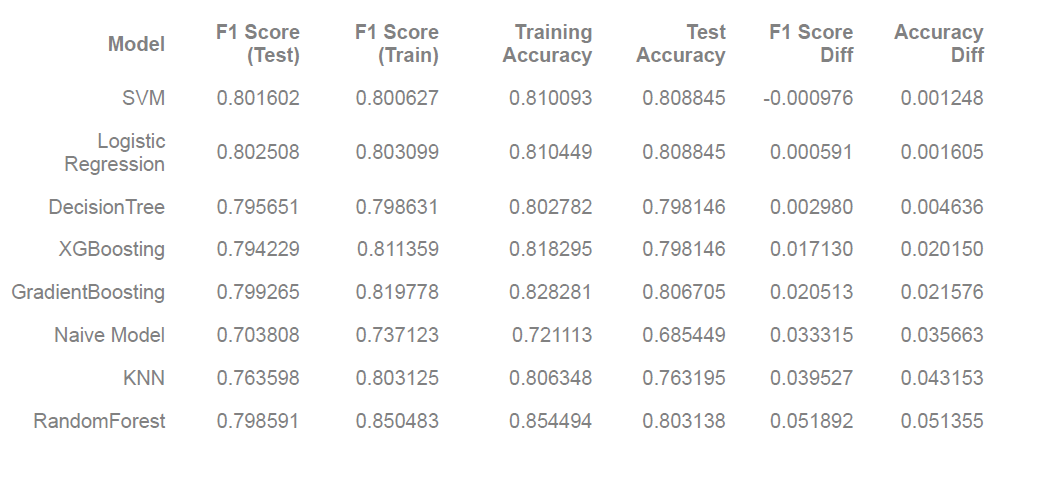 Model F1 Score (Test) F1 Score (Train) Training Accuracy Test Accuracy F1 Score Diff Accuracy Diff
SVM 0.801602 0.800627 0.810093 0.808845 -0.000976 0.001248
Logistic Regression 0.802508 0.803099 0.810449 0.808845 0.000591 0.001605
DecisionTree 0.795651 0.798631 0.802782 0.798146 0.002980 0.004636
XGBoosting 0.794229 0.811359 0.818295 0.798146 0.017130 0.020150
GradientBoosting 0.799265 0.819778 0.828281 0.806705 0.020513 0.021576
Naive Model 0.703808 0.737123 0.721113 0.685449 0.033315 0.035663
KNN 0.763598 0.803125 0.806348 0.763195 0.039527 0.043153
RandomForest 0.798591 0.850483 0.854494 0.803138 0.051892 0.051355